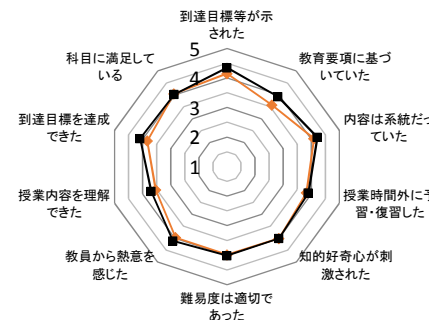 到達目標等が示
された
教育要項に基づ
いていた
内容は系統だっ
ていた
授業時間外に予
習・復習した
知的好奇心が刺
激された
難易度は適切で
あった
教員から熱意を
感じた
授業内容を理解
できた
到達目標を達成
できた
科目に満足して
いる
5
4
3
2
1